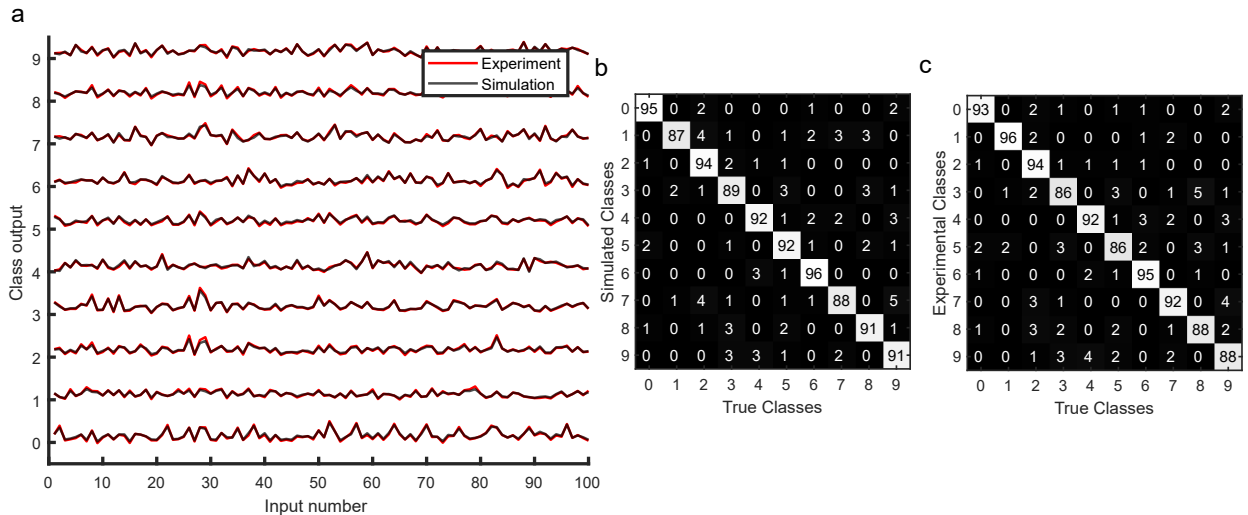 a
9
8
7
6
5
4
3
2
1
0
Class output
0 10 20 30 40 50 60 70 80 90 100
Input number
Experiment
Simulation
b
Simulated Classes
0 95 0 2 0 0 0 1 0 0 2
1 0 87 4 1 0 1 2 3 3 0
2 1 0 94 2 1 1 0 0 0 0
3 0 2 1 89 0 3 0 0 3 1
4 0 0 0 0 92 1 2 2 0 3
5 2 0 0 1 0 92 1 0 2 1
6 0 0 0 0 3 1 96 0 0 0
7 0 1 4 1 0 1 1 88 0 5
8 1 0 1 3 0 2 0 0 91 1
9 0 0 0 3 3 1 0 2 0 91
0 1 2 3 4 5 6 7 8 9
True Classes
c
Experimental Classes
0 93 0 2 1 0 1 1 0 0 2
1 0 96 2 0 0 0 1 2 0 0
2 1 0 94 1 1 1 0 0 0 0
3 0 1 2 86 0 3 0 1 5 1
4 0 0 0 0 92 1 3 2 0 3
5 2 2 0 3 0 86 2 0 3 1
6 1 0 0 0 2 1 95 0 1 0
7 0 0 3 1 0 0 0 92 0 4
8 1 0 3 2 0 2 0 1 88 2
9 0 0 1 3 4 2 0 2 0 88
0 1 2 3 4 5 6 7 8 9
True Classes